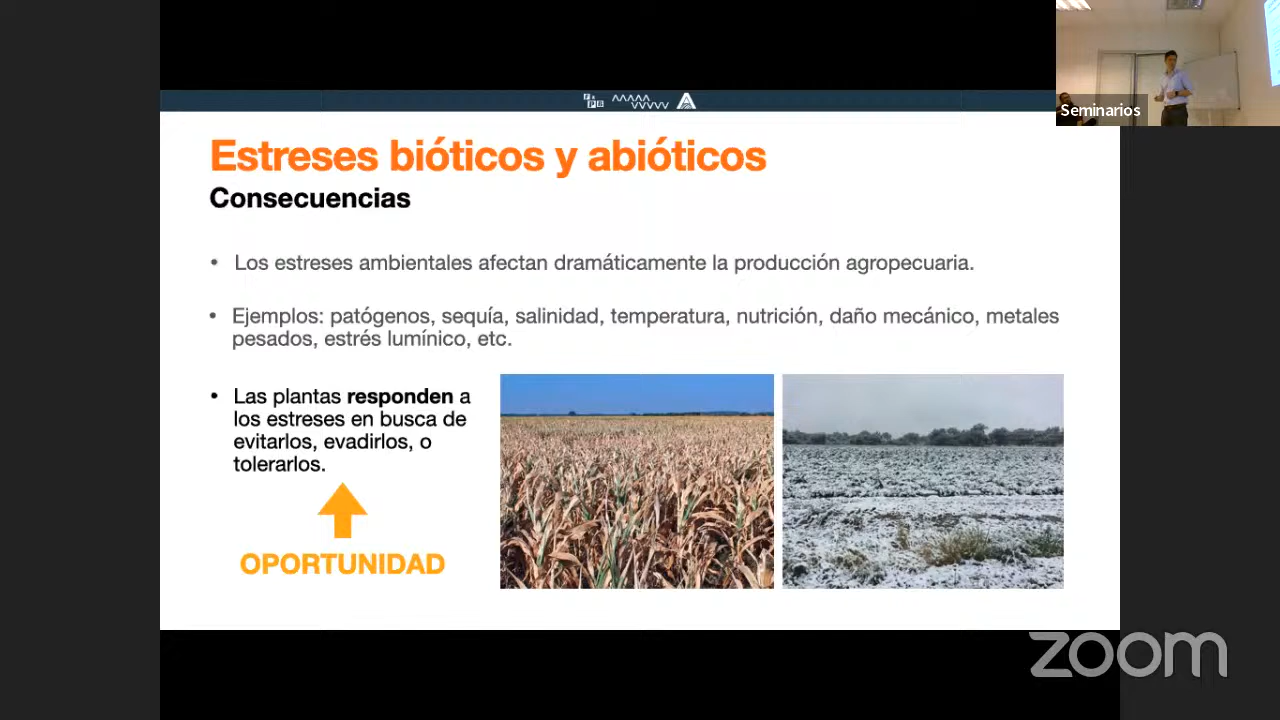 Seminarios
Estreses bióticos y abióticos
Consecuencias
• Los estreses ambientales afectan dramáticamente la producción agropecuaria.
• Ejemplos: patógenos, sequía, salinidad, temperatura, nutrición, daño mecánico, metales
pesados, estrés lumínico, etc.
• Las plantas responden a
los estreses en busca de
evitarlos, evadirlos, o
tolerarlos.
OPORTUNIDAD
zoom